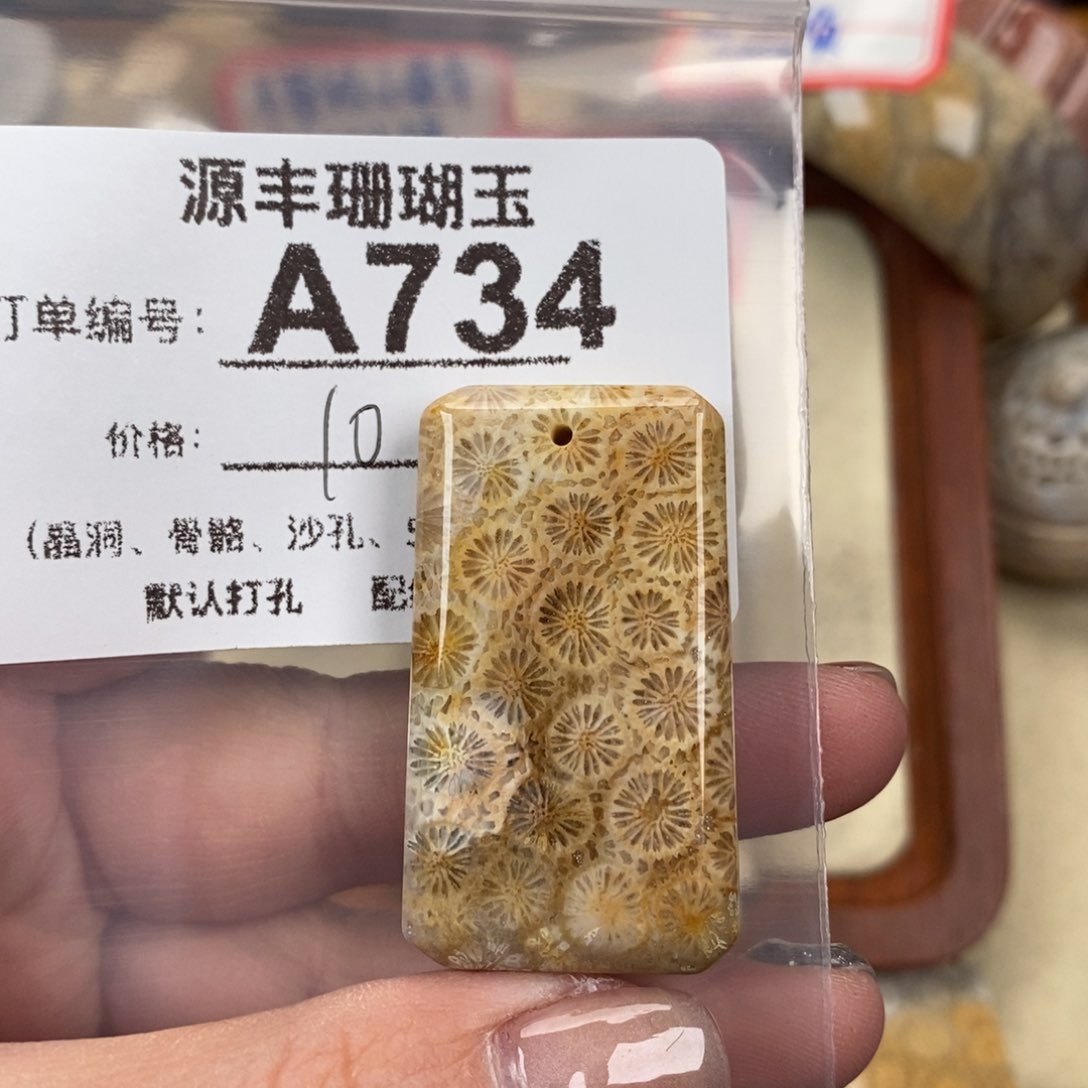 源丰珊瑚玉
订单编号：A734
价格：10
（晶洞、骨骼、沙孔、
默认打孔 配